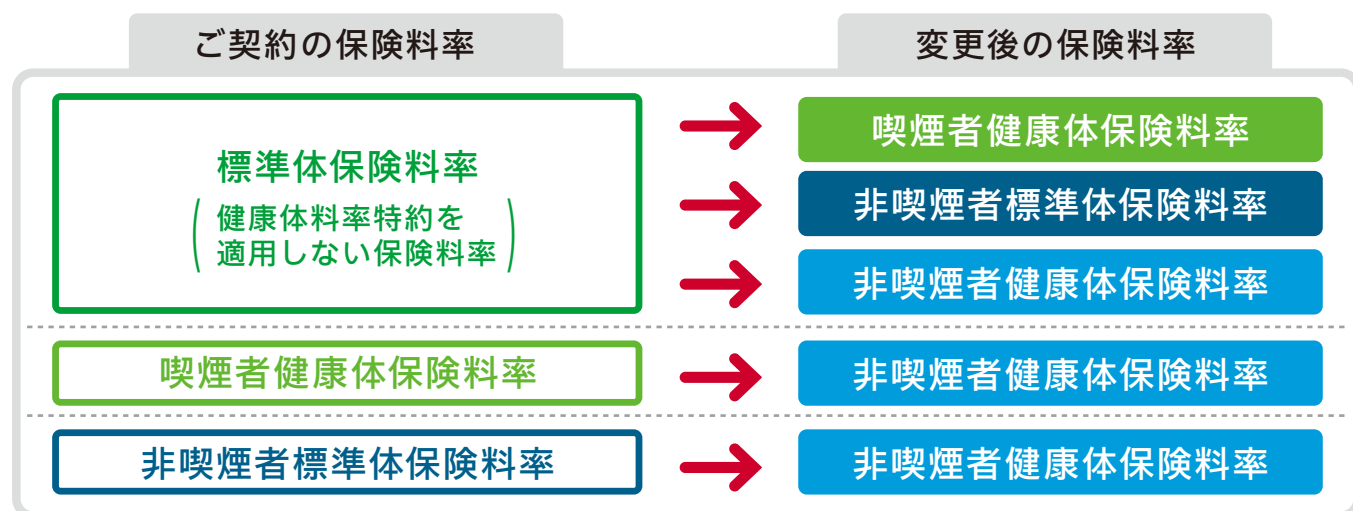 ご契約の保険料率
変更後の保険料率
標準体保険料率
(健康体料率特約を
適用しない保険料率)
喫煙者健康体保険料率
非喫煙者標準体保険料率
非喫煙者健康体保険料率
喫煙者健康体保険料率
非喫煙者健康体保険料率
非喫煙者標準体保険料率
非喫煙者健康体保険料率